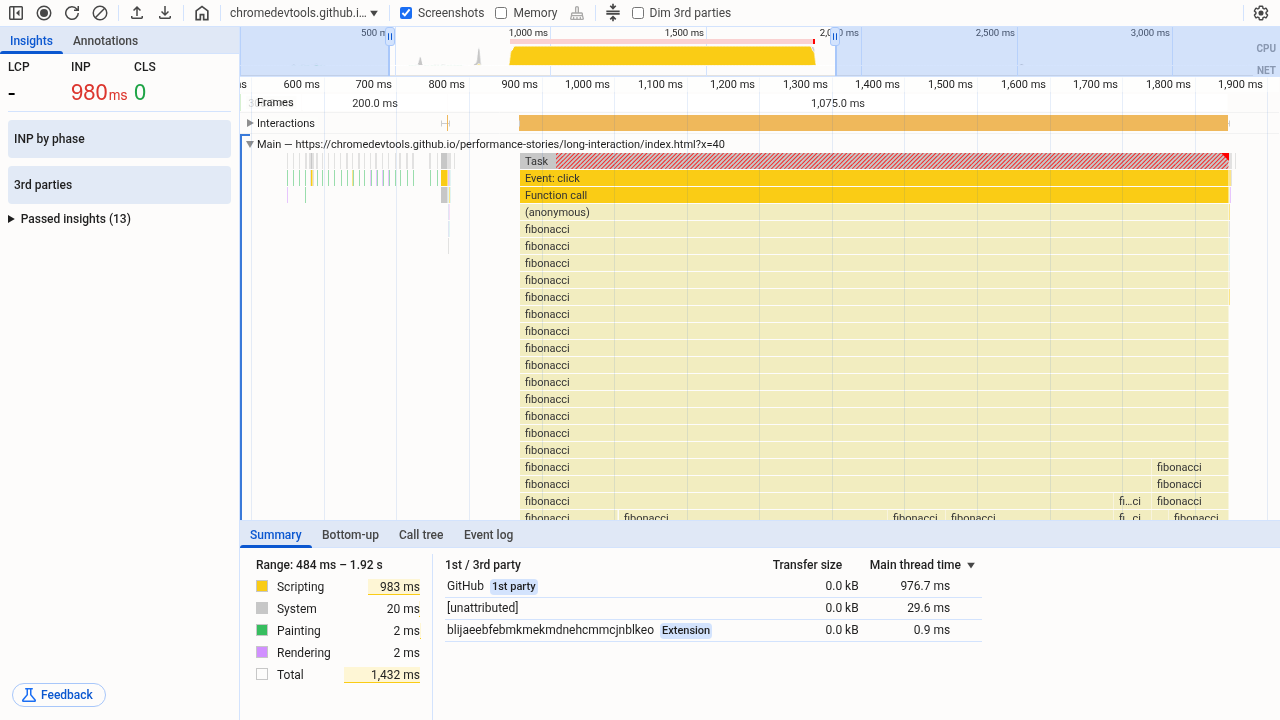 chromedevtools.github.i… Screenshots Memory Dim 3rd parties
Insights Annotations
LCP INP CLS
- 980ms 0
INP by phase
3rd parties
Passed insights (13)
Feedback
1,000 ms 1,500 ms 2,500 ms 3,000 ms
CPU
NET
600 ms 700 ms 800 ms 900 ms 1,000 ms 1,100 ms 1,200 ms 1,300 ms 1,400 ms 1,500 ms 1,600 ms 1,700 ms 1,800 ms 1,900 ms
Frames 200.0 ms 1,075.0 ms
Interactions
Main — https://chromedevtools.github.io/performance-stories/long-interaction/index.html?x=40
Task
Event: click
Function call
(anonymous)
fibonacci
fibonacci
fibonacci
fibonacci
fibonacci
fibonacci
fibonacci
fibonacci
fibonacci
fibonacci
fibonacci
fibonacci
fibonacci
fibonacci
fibonacci fibonacci
fibonacci fibonacci
fibonacci fi…ci fibonacci
fibonacci fibonacci fibonacci fibonacci fi…ci fibonacci
Summary Bottom-up Call tree Event log
Range: 484 ms – 1.92 s
Scripting 983 ms
System 20 ms
Painting 2 ms
Rendering 2 ms
Total 1,432 ms
1st / 3rd party Transfer size Main thread time
GitHub 1st party 0.0 kB 976.7 ms
[unattributed] 0.0 kB 29.6 ms
blijaeebfebmkmekmdnehcmmcjnblkeo Extension 0.0 kB 0.9 ms